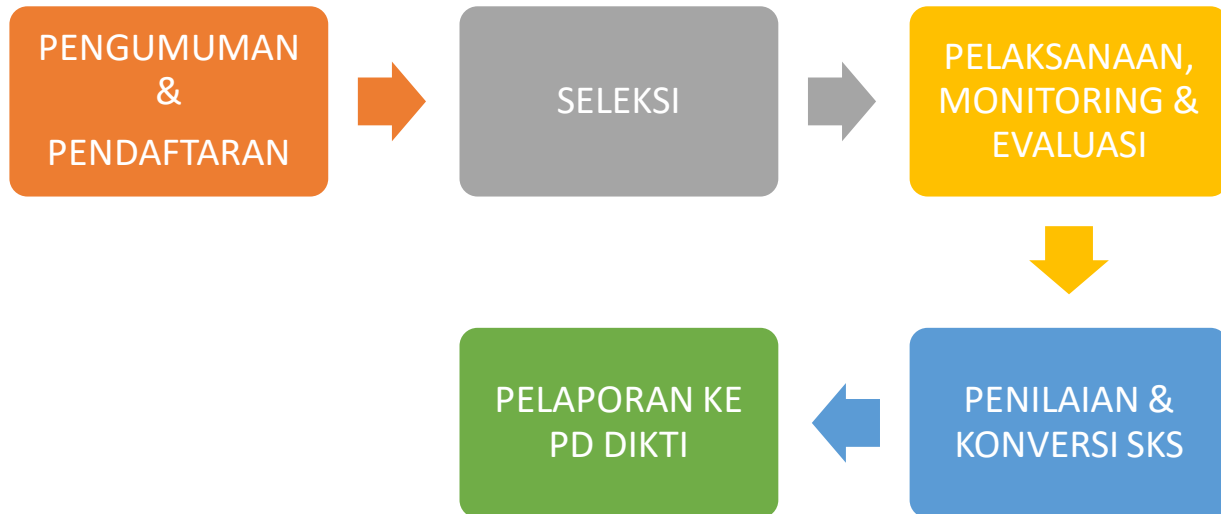 PENGUMUMAN
&
PENDAFTARAN
SELEKSI
PELAKSANAAN,
MONITORING &
EVALUASI
PENILAIAN &
KONVERSI SKS
PELAPORAN KE
PD DIKTI